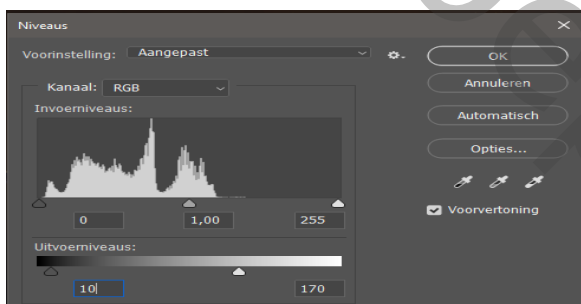 Niveaus
Voorinstelling: Aangepast
OK
Kanaal: RGB
Annuleren
Invoerniveaus:
Automatisch
Opties...
0 1,00 255
Voorvertoning
Uitvoerniveaus:
10 170